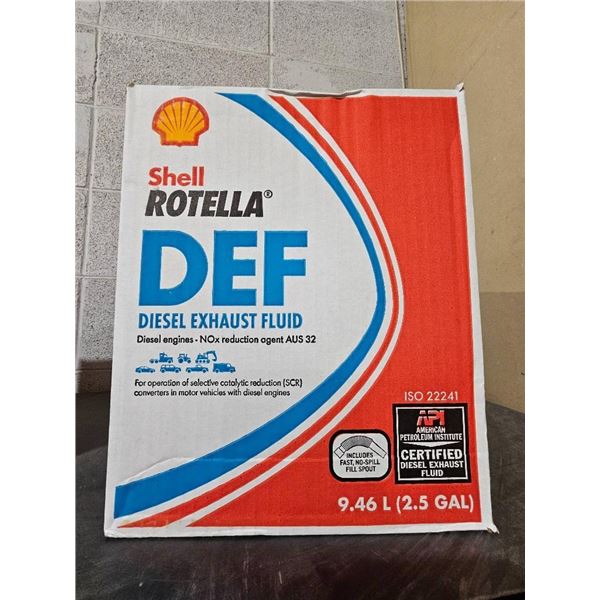 Shell
ROTELLA®
DEF
DIESEL EXHAUST FLUID
Diesel engines - NOx reduction agent AUS 32
For operation of selective catalytic reduction (SCR)
converters in motor vehicles with diesel engines
ISO 22241
API
AMERICAN
PETROLEUM INSTITUTE
CERTIFIED
DIESEL EXHAUST
FLUID
INCLUDES
FAST, NO-SPILL
FILL SPOUT
9.46 L (2.5 GAL)